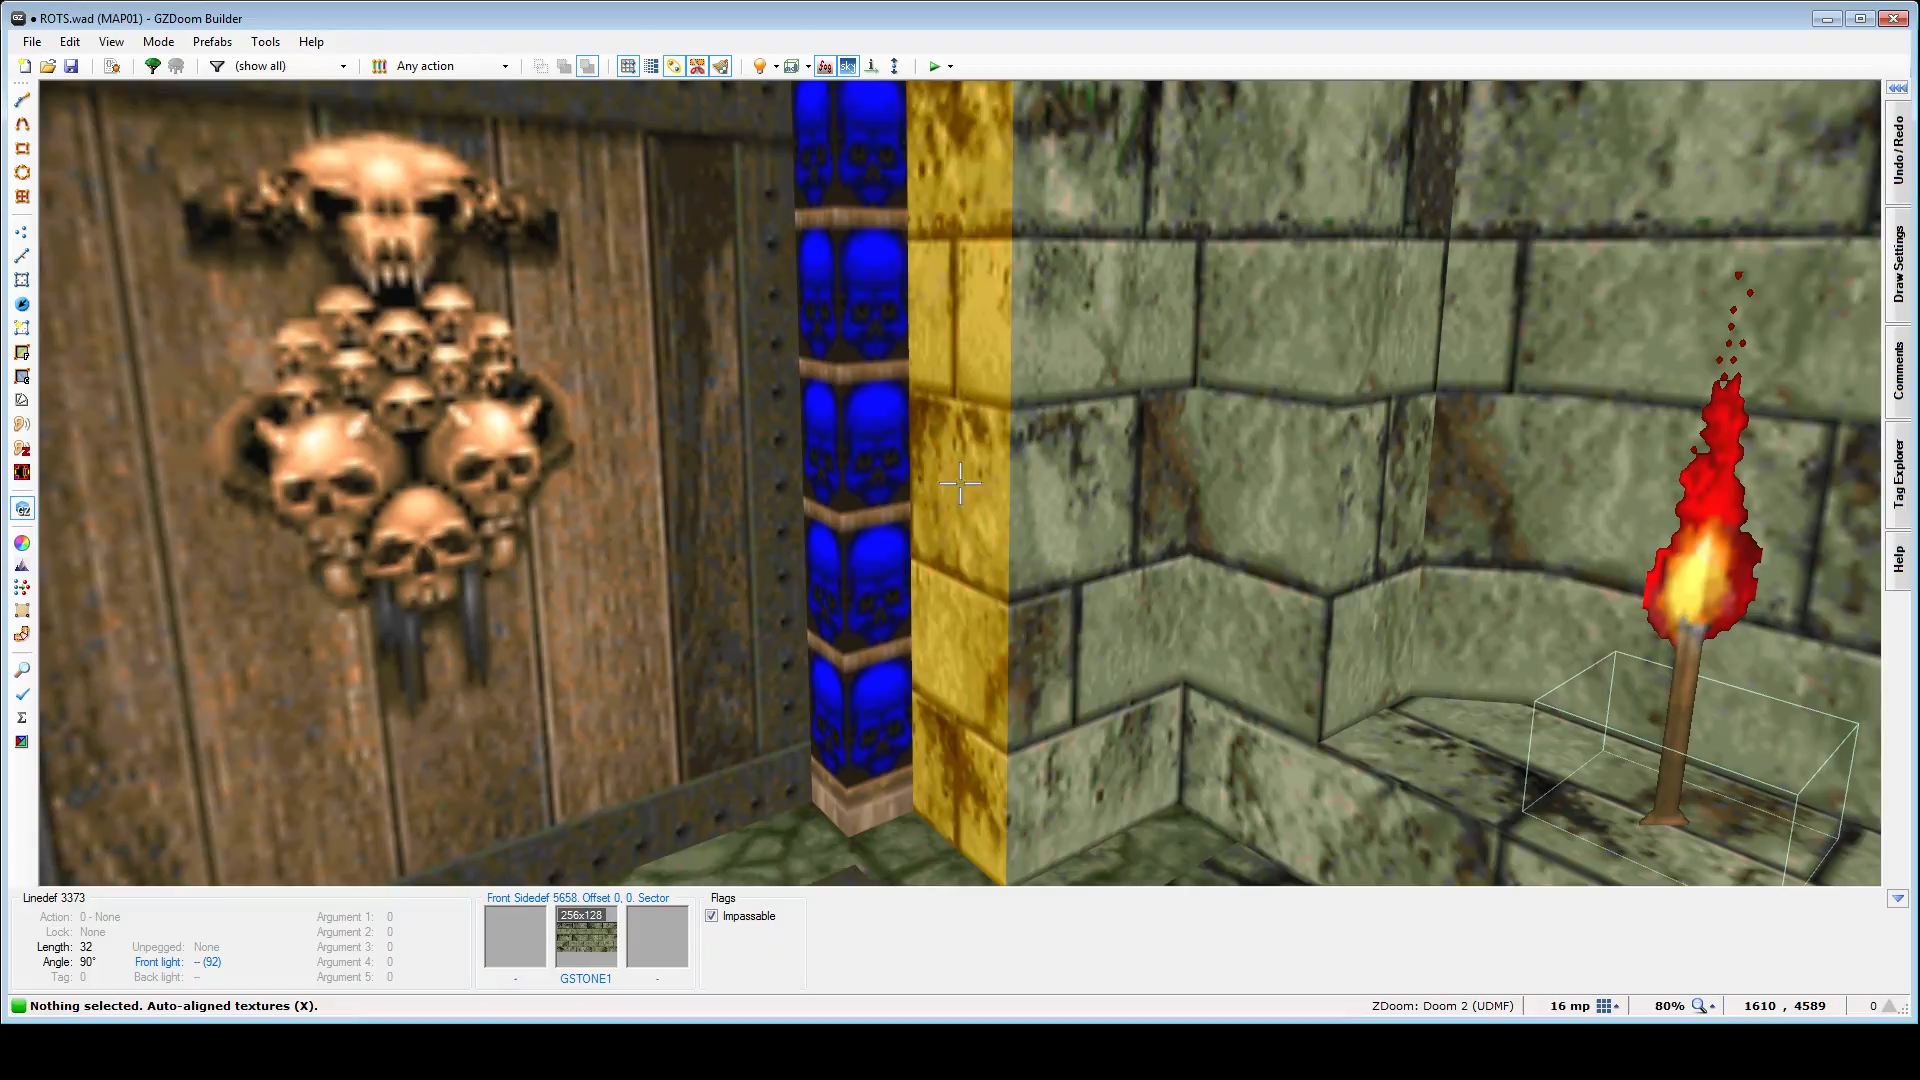 GZ ● ROTS.wad (MAP01) - GZDoom Builder
File Edit View Mode Prefabs Tools Help
(show all) Any action fog sky
Undo / Redo
Draw Settings
Comments
Tag Explorer
Help
Linedef 3373
Action: 0 - None
Lock: None
Length: 32
Angle: 90°
Tag: 0
Unpegged: None
Front light: -- (92)
Back light: --
Argument 1: 0
Argument 2: 0
Argument 3: 0
Argument 4: 0
Argument 5: 0
Front Sidedef 5658. Offset 0, 0. Sector
256x128
- GSTONE1 -
Flags
Impassable
Nothing selected. Auto-aligned textures (X). ZDoom: Doom 2 (UDMF) 16 mp 80% 1610 , 4589 0